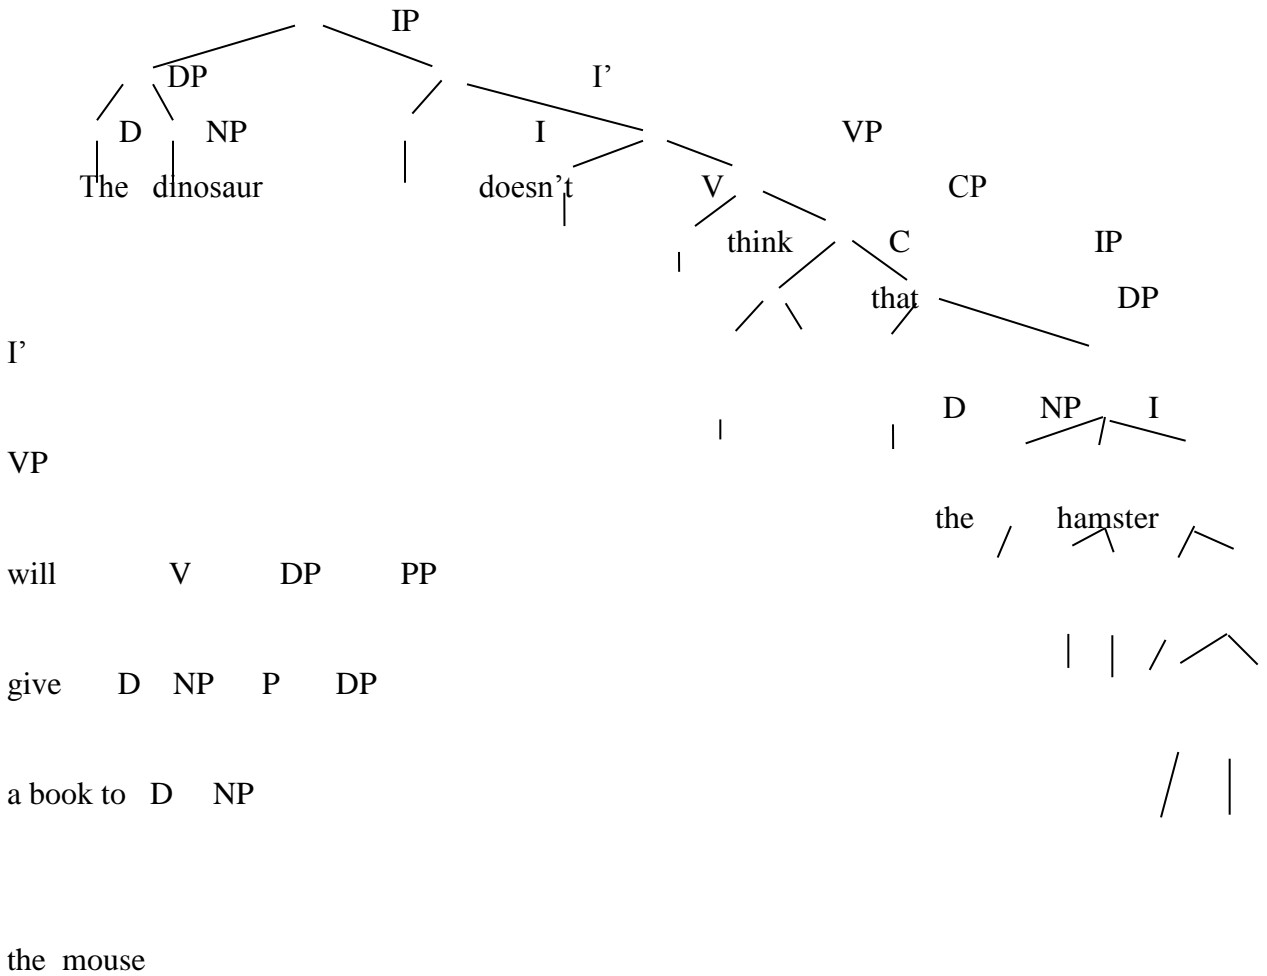 IP
DP I’
D NP I VP
The dinosaur doesn’t V CP
think C IP
that DP
I’
D NP I
VP
the hamster
will V DP PP
give D NP P DP
a book to D NP
the mouse